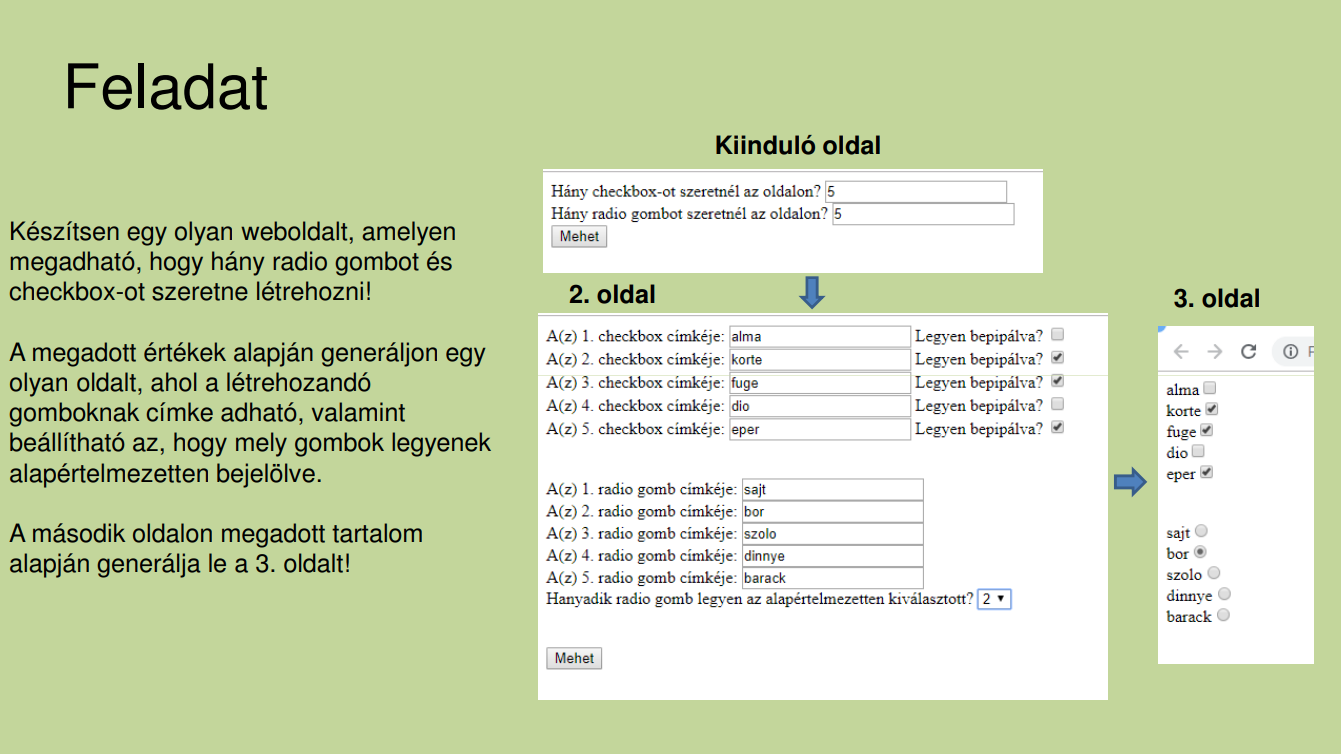 Feladat
Készítsen egy olyan weboldalt, amelyen
megadható, hogy hány radio gombot és
checkbox-ot szeretne létrehozni!
A megadott értékek alapján generáljon egy
olyan oldalt, ahol a létrehozandó
gomboknak címke adható, valamint
beállítható az, hogy mely gombok legyenek
alapértelmezetten bejelölve.
A második oldalon megadott tartalom
alapján generálja le a 3. oldalt!
Kiinduló oldal
Hány checkbox-ot szeretnél az oldalon? 5
Hány radio gombot szeretnél az oldalon? 5
Mehet
2. oldal
A(z) 1. checkbox címkéje: alma Legyen bepipálva?
A(z) 2. checkbox címkéje: korte Legyen bepipálva?
A(z) 3. checkbox címkéje: fuge Legyen bepipálva?
A(z) 4. checkbox címkéje: dio Legyen bepipálva?
A(z) 5. checkbox címkéje: eper Legyen bepipálva?
A(z) 1. radio gomb címkéje: sajt
A(z) 2. radio gomb címkéje: bor
A(z) 3. radio gomb címkéje: szolo
A(z) 4. radio gomb címkéje: dinnye
A(z) 5. radio gomb címkéje: barack
Hanyadik radio gomb legyen az alapértelmezetten kiválasztott? 2
Mehet
3. oldal
alma
korte
fuge
dio
eper
sajt
bor
szolo
dinnye
barack